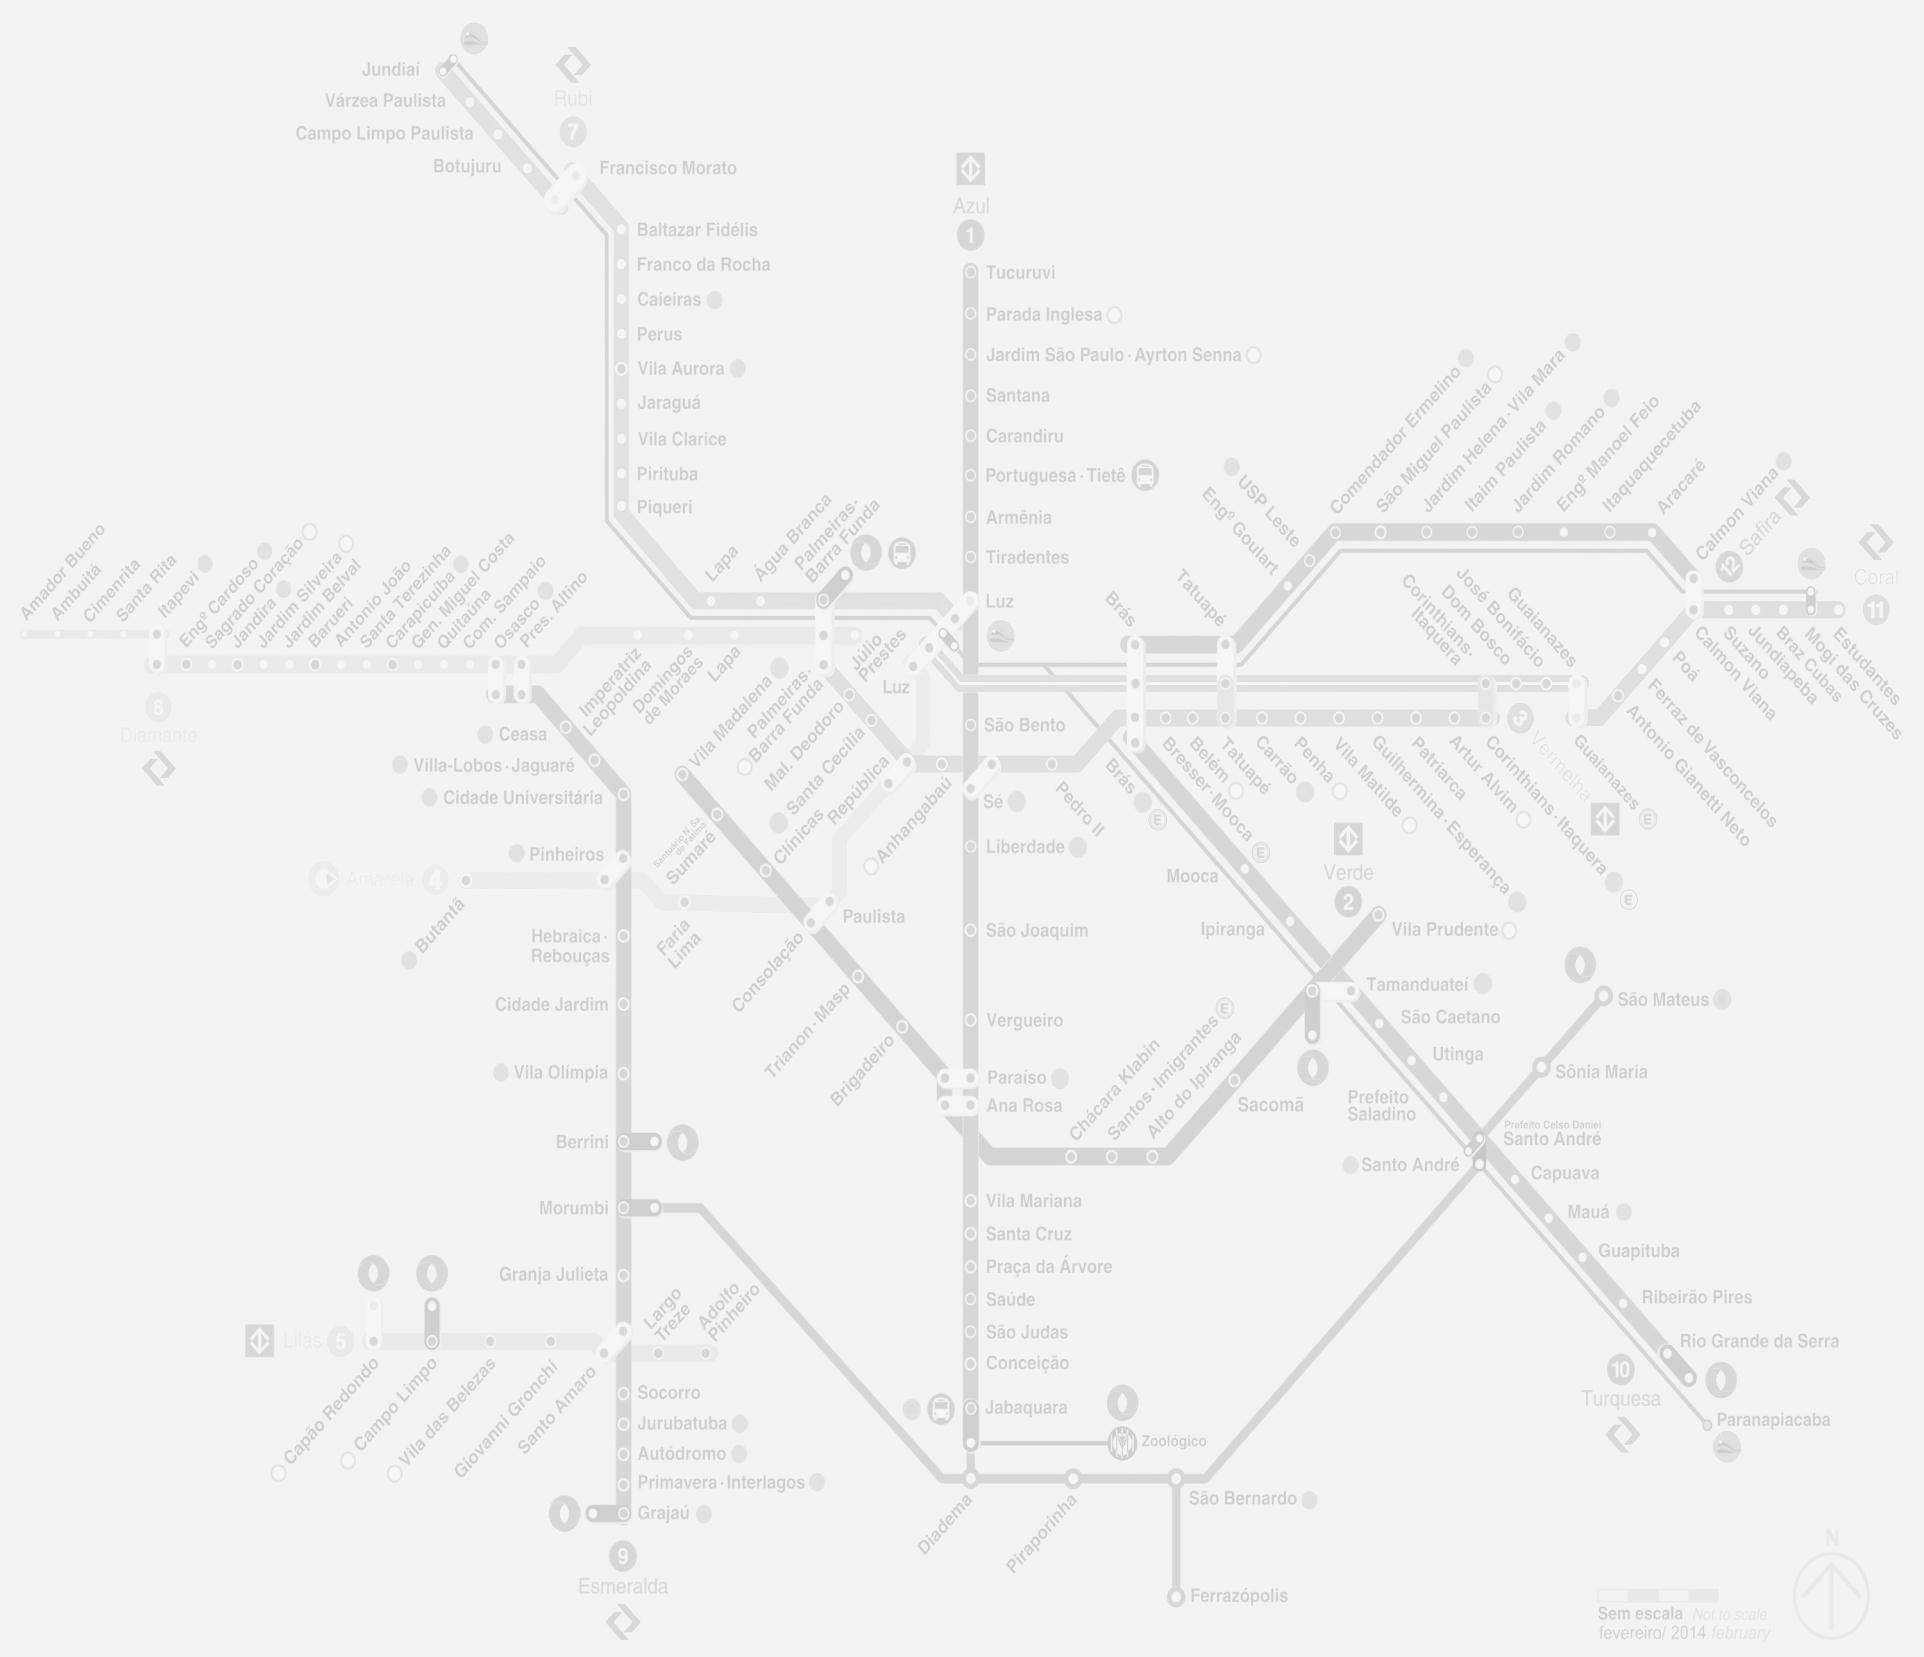 Jundiaí
Várzea Paulista
Campo Limpo Paulista
Botujuru
Rubi
7
Francisco Morato
Baltazar Fidélis
Franco da Rocha
Caieiras
Perus
Vila Aurora
Jaraguá
Vila Clarice
Pirituba
Piqueri
Lapa
Água Branca
Palmeiras·
Barra Funda
Azul
1
Tucuruvi
Parada Inglesa
Jardim São Paulo · Ayrton Senna
Santana
Carandiru
Portuguesa · Tietê
Armênia
Tiradentes
Luz
São Bento
Sé
Liberdade
São Joaquim
Vergueiro
Paraíso
Ana Rosa
Vila Mariana
Santa Cruz
Praça da Árvore
Saúde
São Judas
Conceição
Jabaquara
Zoológico
Amador Bueno
Ambuitá
Cimenrita
Santa Rita
Itapevi
Engº Cardoso
Sagrado Coração
Jandira
Jardim Silveira
Jardim Belval
Barueri
Antonio João
Santa Terezinha
Carapicuíba
Gen. Miguel Costa
Quitaúna
Com. Sampaio
Osasco
Pres. Altino
Imperatriz
Leopoldina
Domingos
de Moraes
Lapa
Júlio
Prestes
Luz
8
Diamante
Ceasa
Villa-Lobos · Jaguaré
Cidade Universitária
Pinheiros
Hebraica ·
Rebouças
Cidade Jardim
Vila Olímpia
Berrini
Morumbi
Granja Julieta
Santo Amaro
Socorro
Jurubatuba
Autódromo
Primavera · Interlagos
Grajaú
9
Esmeralda
Amarela
4
Butantã
Faria
Lima
Paulista
República
Vila Madalena
Santuário N. Sa.
de Fátima
Sumaré
Clínicas
Consolação
Trianon · Masp
Brigadeiro
Chácara Klabin
Santos · Imigrantes
E
Alto do Ipiranga
Sacomã
Tamanduateí
Vila Prudente
Verde
2
Palmeiras·
Barra Funda
Mal. Deodoro
Santa Cecília
Anhangabaú
Pedro II
Brás
E
Bresser · Mooca
E
Belém
Tatuapé
Carrão
Penha
Vila Matilde
Guilhermina · Esperança
Patriarca
Artur Alvim
Corinthians · Itaquera
E
3
Vermelha
Brás
Tatuapé
Engº Goulart
USP Leste
Comendador Ermelino
São Miguel Paulista
Jardim Helena · Vila Mara
Itaim Paulista
Jardim Romano
Engº Manoel Feio
Itaquaquecetuba
Aracaré
Calmon Viana
12
Safira
Corinthians·
Itaquera
Dom Bosco
José Bonifácio
Guaianazes
Guaianazes
E
Antonio Gianetti Neto
Ferraz de Vasconcelos
Poá
Calmon Viana
Suzano
Jundiapeba
Braz Cubas
Mogi das Cruzes
Estudantes
Coral
11
Mooca
Ipiranga
São Caetano
Utinga
Prefeito
Saladino
Prefeito Celso Daniel
Santo André
Santo André
Capuava
Mauá
Guapituba
Ribeirão Pires
Rio Grande da Serra
Paranapiacaba
10
Turquesa
São Mateus
Sônia Maria
Lilás
5
Capão Redondo
Campo Limpo
Vila das Belezas
Giovanni Gronchi
Largo
Treze
Adolfo
Pinheiro
Diadema
Piraporinha
São Bernardo
Ferrazópolis
N
Sem escala Not to scale
fevereiro/ 2014 february